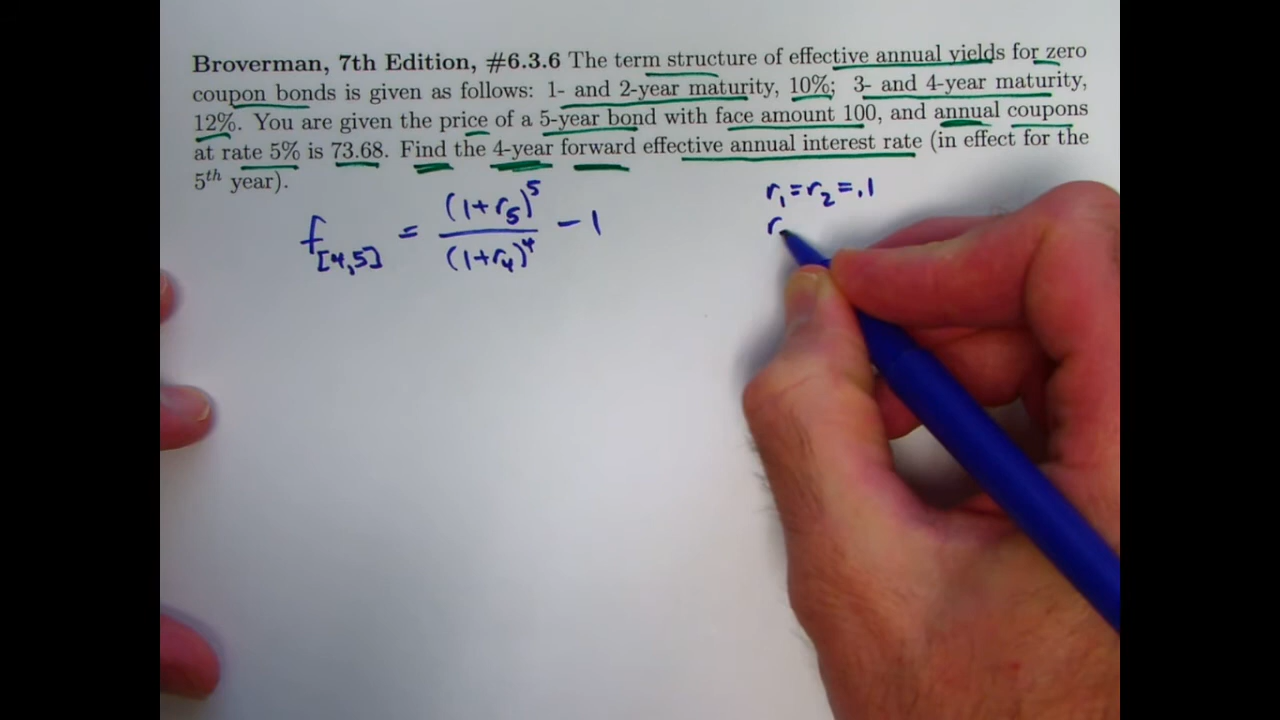 Broverman, 7th Edition, #6.3.6 The term structure of effective annual yields for zero
coupon bonds is given as follows: 1- and 2-year maturity, 10%; 3- and 4-year maturity,
12%. You are given the price of a 5-year bond with face amount 100, and annual coupons
at rate 5% is 73.68. Find the 4-year forward effective annual interest rate (in effect for the
5th year).
f[4,5] = (1+r5)^5 / (1+r4)^4 - 1
r1 = r2 = .1
r